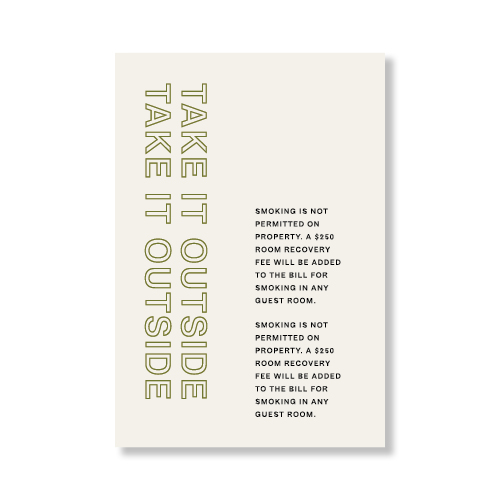 TAKE IT OUTSIDE
TAKE IT OUTSIDE
SMOKING IS NOT
PERMITTED ON
PROPERTY. A $250
ROOM RECOVERY
FEE WILL BE ADDED
TO THE BILL FOR
SMOKING IN ANY
GUEST ROOM.
SMOKING IS NOT
PERMITTED ON
PROPERTY. A $250
ROOM RECOVERY
FEE WILL BE ADDED
TO THE BILL FOR
SMOKING IN ANY
GUEST ROOM.